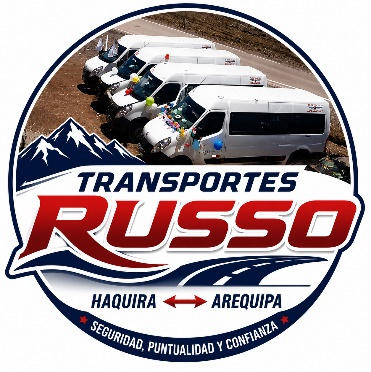 TRANSPORTES
RUSSO
HAQUIRA ↔ AREQUIPA
★ SEGURIDAD, PUNTUALIDAD Y CONFIANZA ★